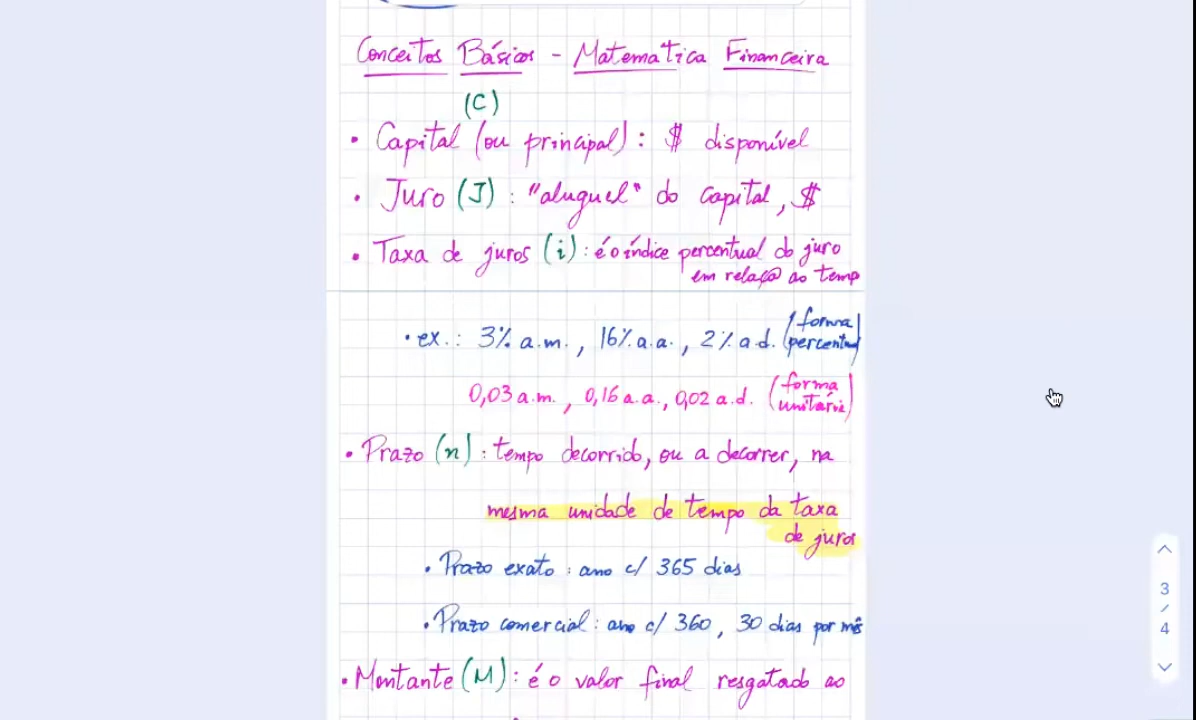 Conceitos Básicos - Matematica Financeira
(C)
• Capital (ou principal): $ disponível
• Juro (J): "aluguel" do capital, $
• Taxa de juros (i): é o índice percentual do juro
em relação ao temp
• ex.: 3% a.m., 16% a.a., 2% a.d. (forma
percentual)
0,03 a.m., 0,16 a.a., 0,02 a.d. (forma
unitária)
• Prazo (n): tempo decorrido, ou a decorrer, na
mesma unidade de tempo da taxa
de juros
• Prazo exato: ano c/ 365 dias
• Prazo comercial: ano c/ 360, 30 dias por mês
• Montante (M): é o valor final resgatado ao
3
/
4